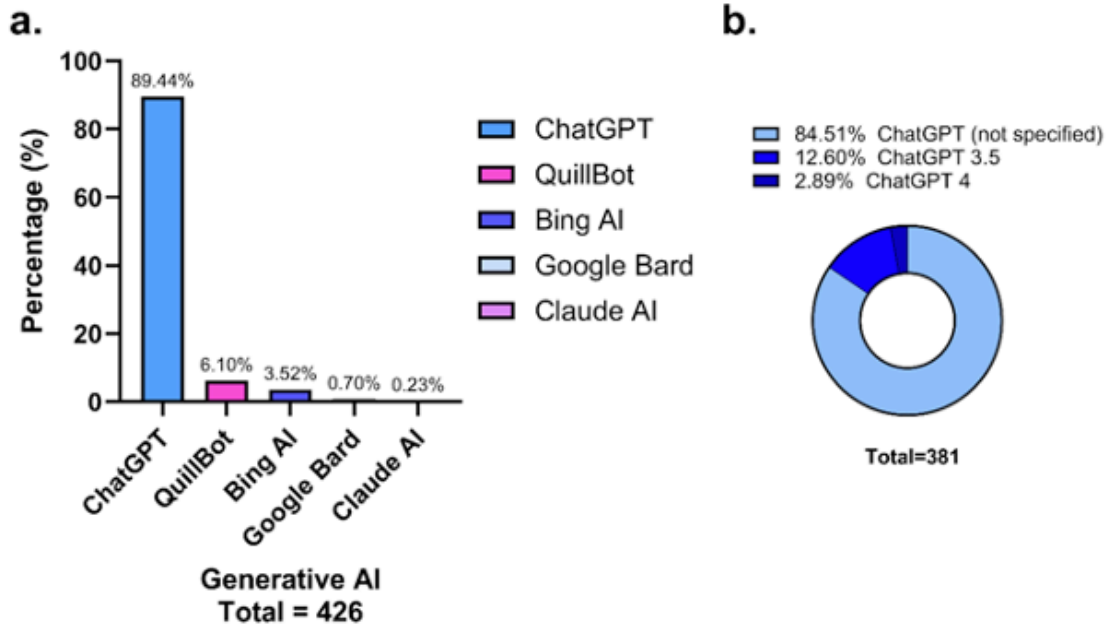 a.
100
80
60
40
20
0
Percentage (%)
89.44%
6.10%
3.52%
0.70%
0.23%
ChatGPT
QuillBot
Bing AI
Google Bard
Claude AI
Generative AI
Total = 426
ChatGPT
QuillBot
Bing AI
Google Bard
Claude AI
b.
84.51% ChatGPT (not specified)
12.60% ChatGPT 3.5
2.89% ChatGPT 4
Total=381